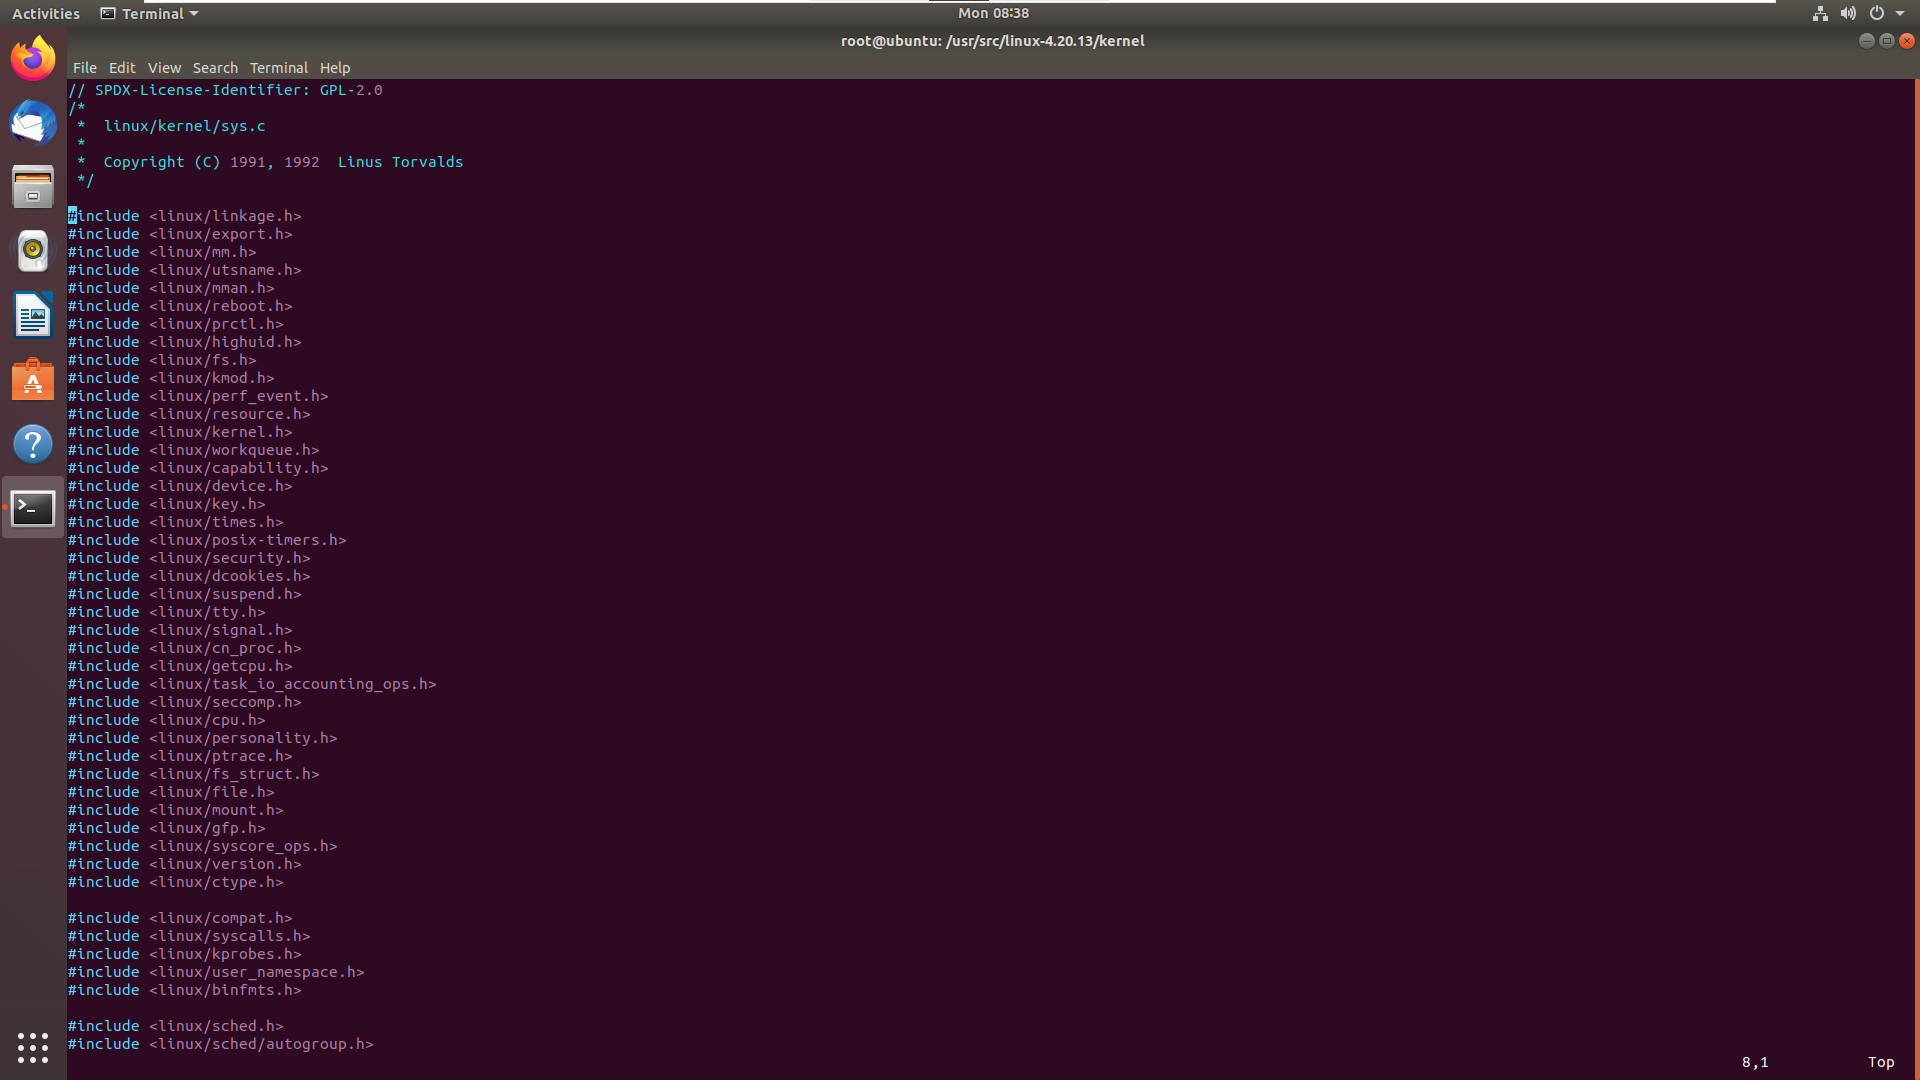 Activities Terminal Mon 08:38
root@ubuntu: /usr/src/linux-4.20.13/kernel
File Edit View Search Terminal Help
// SPDX-License-Identifier: GPL-2.0
/*
 *  linux/kernel/sys.c
 *
 *  Copyright (C) 1991, 1992  Linus Torvalds
 */
#include <linux/linkage.h>
#include <linux/export.h>
#include <linux/mm.h>
#include <linux/utsname.h>
#include <linux/mman.h>
#include <linux/reboot.h>
#include <linux/prctl.h>
#include <linux/highuid.h>
#include <linux/fs.h>
#include <linux/kmod.h>
#include <linux/perf_event.h>
#include <linux/resource.h>
#include <linux/kernel.h>
#include <linux/workqueue.h>
#include <linux/capability.h>
#include <linux/device.h>
#include <linux/key.h>
#include <linux/times.h>
#include <linux/posix-timers.h>
#include <linux/security.h>
#include <linux/dcookies.h>
#include <linux/suspend.h>
#include <linux/tty.h>
#include <linux/signal.h>
#include <linux/cn_proc.h>
#include <linux/getcpu.h>
#include <linux/task_io_accounting_ops.h>
#include <linux/seccomp.h>
#include <linux/cpu.h>
#include <linux/personality.h>
#include <linux/ptrace.h>
#include <linux/fs_struct.h>
#include <linux/file.h>
#include <linux/mount.h>
#include <linux/gfp.h>
#include <linux/syscore_ops.h>
#include <linux/version.h>
#include <linux/ctype.h>
#include <linux/compat.h>
#include <linux/syscalls.h>
#include <linux/kprobes.h>
#include <linux/user_namespace.h>
#include <linux/binfmts.h>
#include <linux/sched.h>
#include <linux/sched/autogroup.h>
8,1 Top